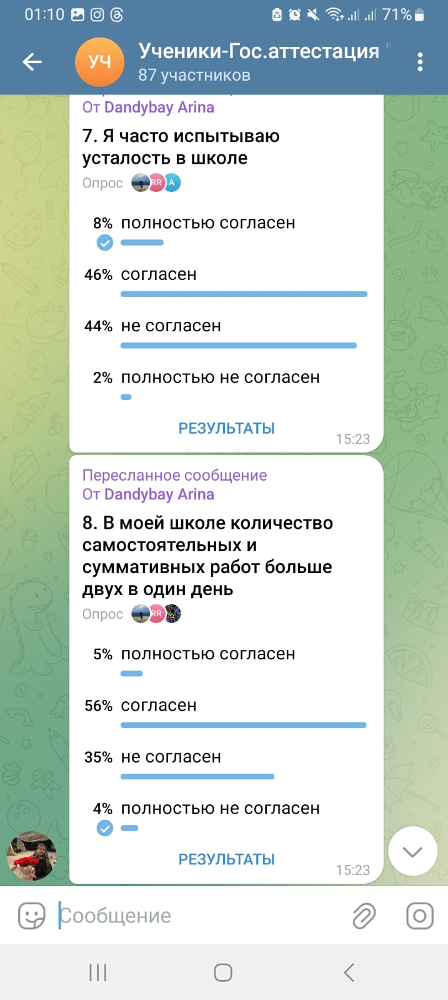 01:10
71%
УЧ
Ученики-Гос.аттестация
87 участников
От Dandybay Arina
7. Я часто испытываю
усталость в школе
Опрос
RR
A
8% полностью согласен
46% согласен
44% не согласен
2% полностью не согласен
РЕЗУЛЬТАТЫ
15:23
Пересланное сообщение
От Dandybay Arina
8. В моей школе количество
самостоятельных и
суммативных работ больше
двух в один день
Опрос
RR
5% полностью согласен
56% согласен
35% не согласен
4% полностью не согласен
РЕЗУЛЬТАТЫ
15:23
Сообщение